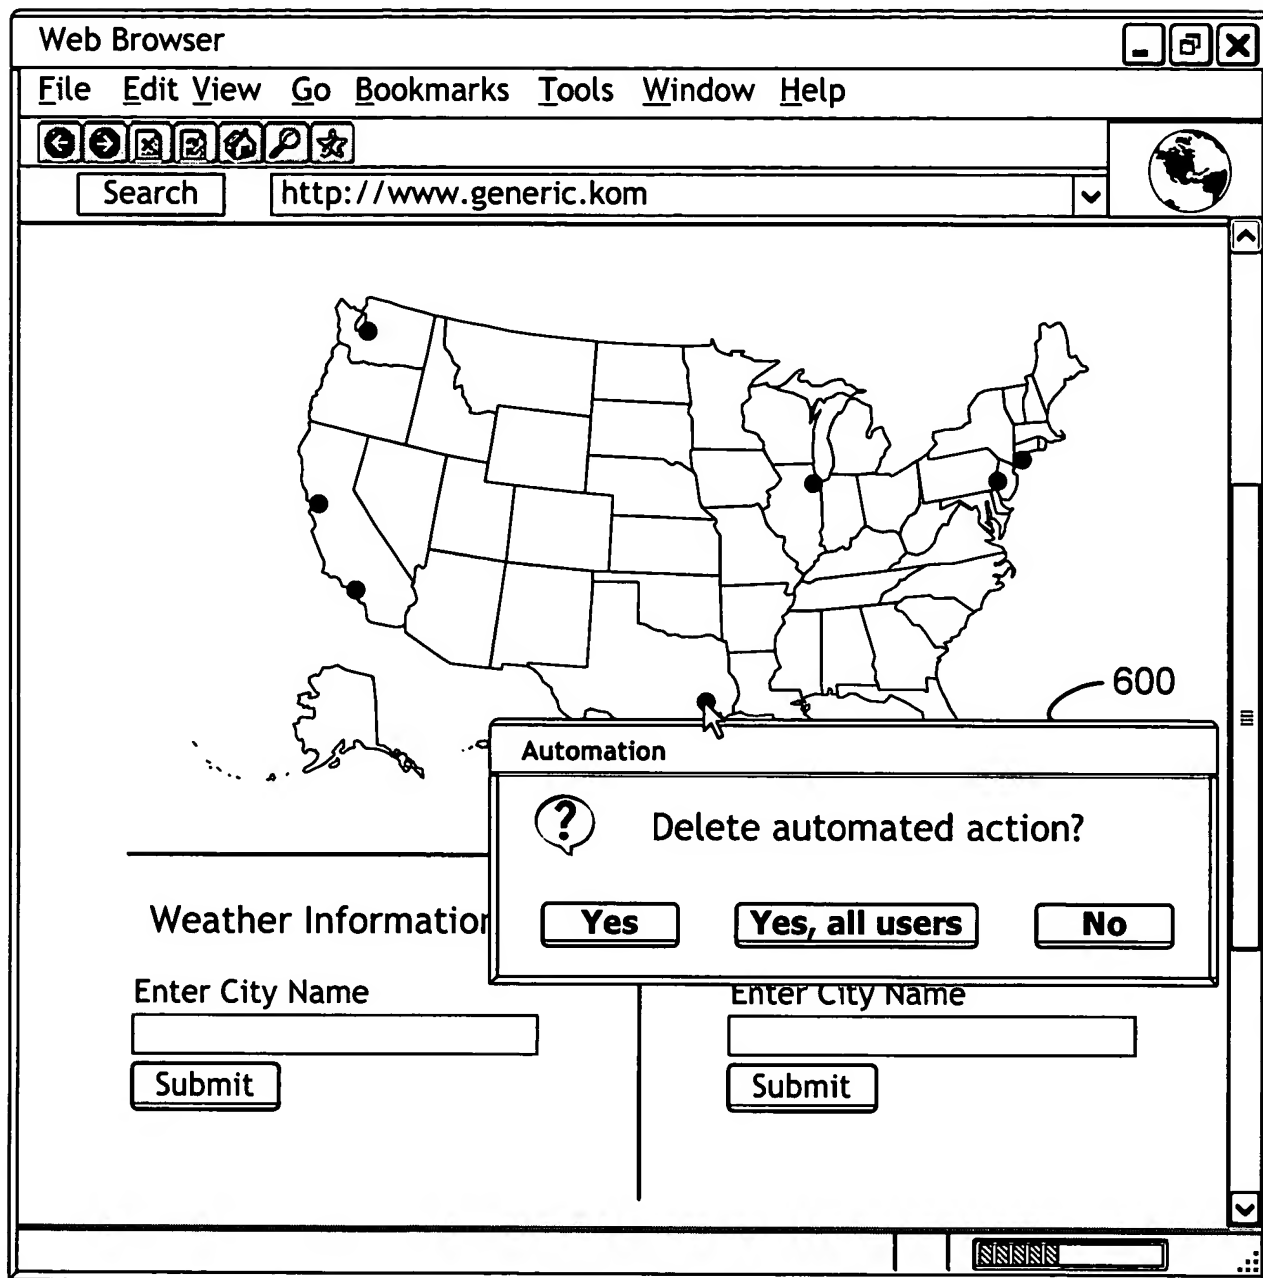 Web Browser
File Edit View Go Bookmarks Tools Window Help
Search http://www.generic.kom
600
Automation
?
Delete automated action?
Yes Yes, all users No
Weather Information
Enter City Name Enter City Name
Submit Submit